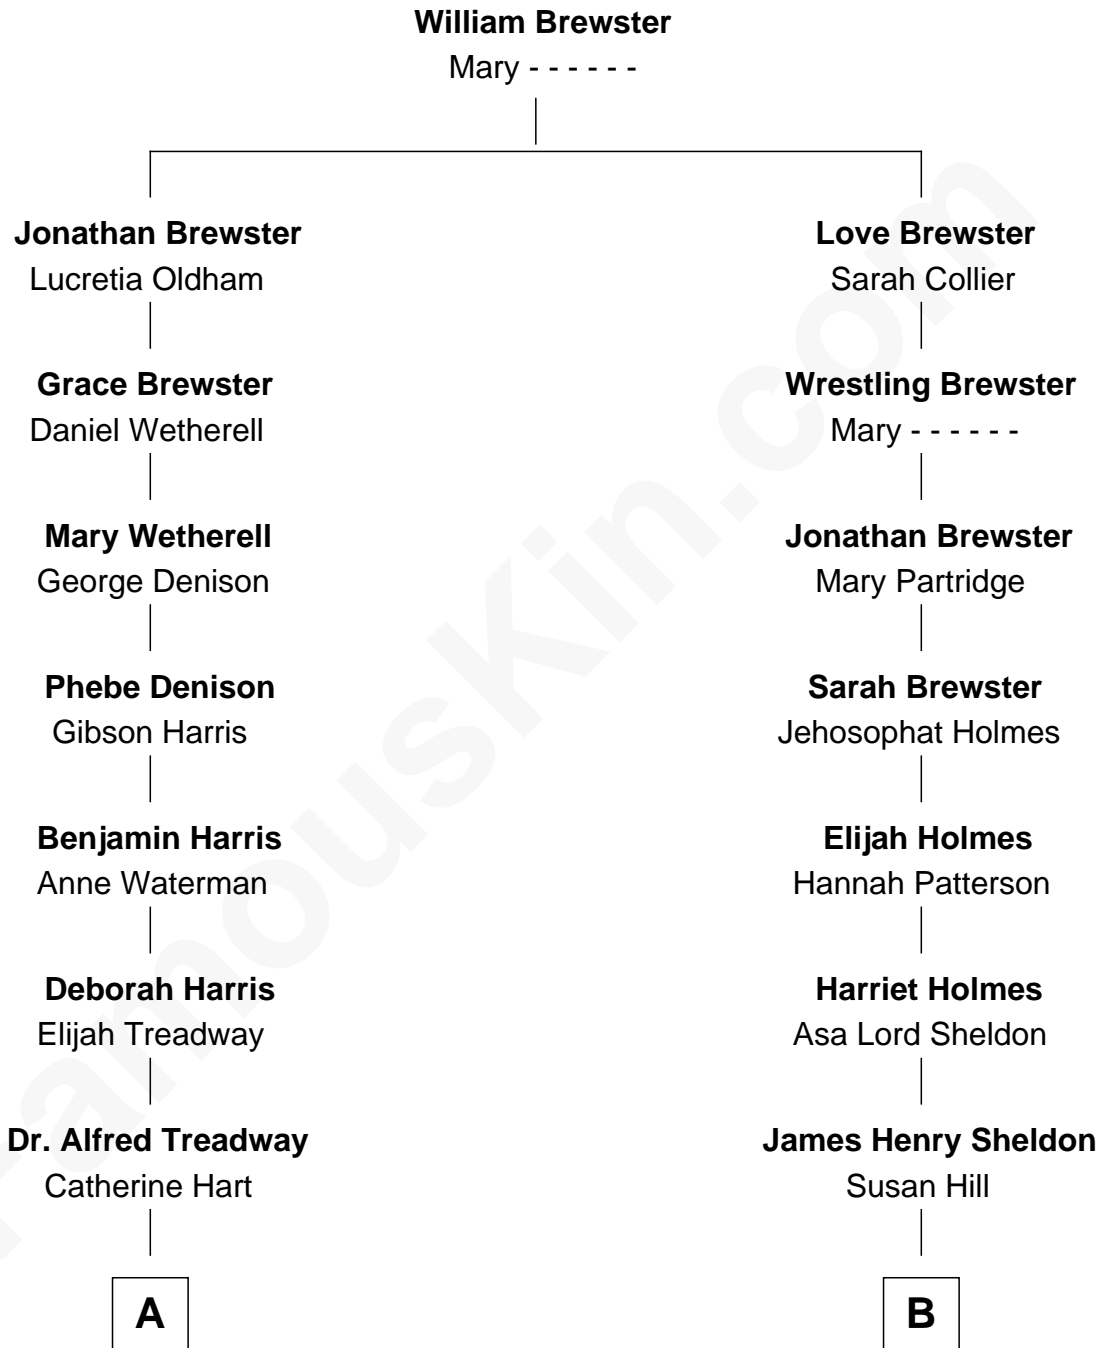 William Brewster
Mary - - - - - -
Jonathan Brewster
Lucretia Oldham
Love Brewster
Sarah Collier
Grace Brewster
Daniel Wetherell
Wrestling Brewster
Mary - - - - - -
Mary Wetherell
George Denison
Jonathan Brewster
Mary Partridge
Phebe Denison
Gibson Harris
Sarah Brewster
Jehosophat Holmes
Benjamin Harris
Anne Waterman
Elijah Holmes
Hannah Patterson
Deborah Harris
Elijah Treadway
Harriet Holmes
Asa Lord Sheldon
Dr. Alfred Treadway
Catherine Hart
James Henry Sheldon
Susan Hill
A
B
FamousKin.com